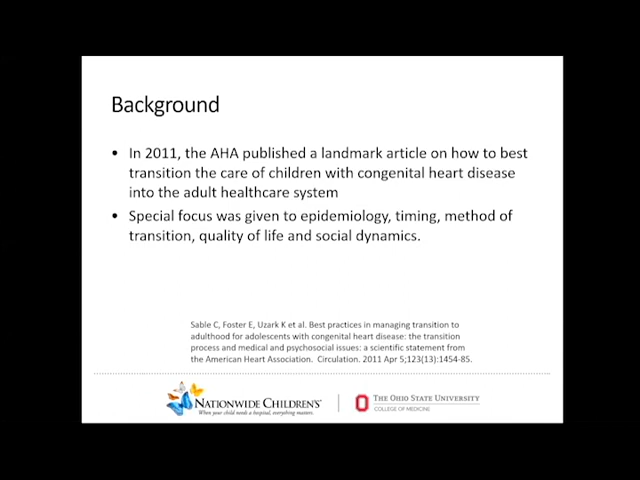 Background
• In 2011, the AHA published a landmark article on how to best
transition the care of children with congenital heart disease
into the adult healthcare system
• Special focus was given to epidemiology, timing, method of
transition, quality of life and social dynamics.
Sable C, Foster E, Uzark K et al. Best practices in managing transition to
adulthood for adolescents with congenital heart disease: the transition
process and medical and psychosocial issues: a scientific statement from
the American Heart Association. Circulation. 2011 Apr 5;123(13):1454-85.
NATIONWIDE CHILDREN'S
When your child needs a hospital, everything matters.
THE OHIO STATE UNIVERSITY
COLLEGE OF MEDICINE